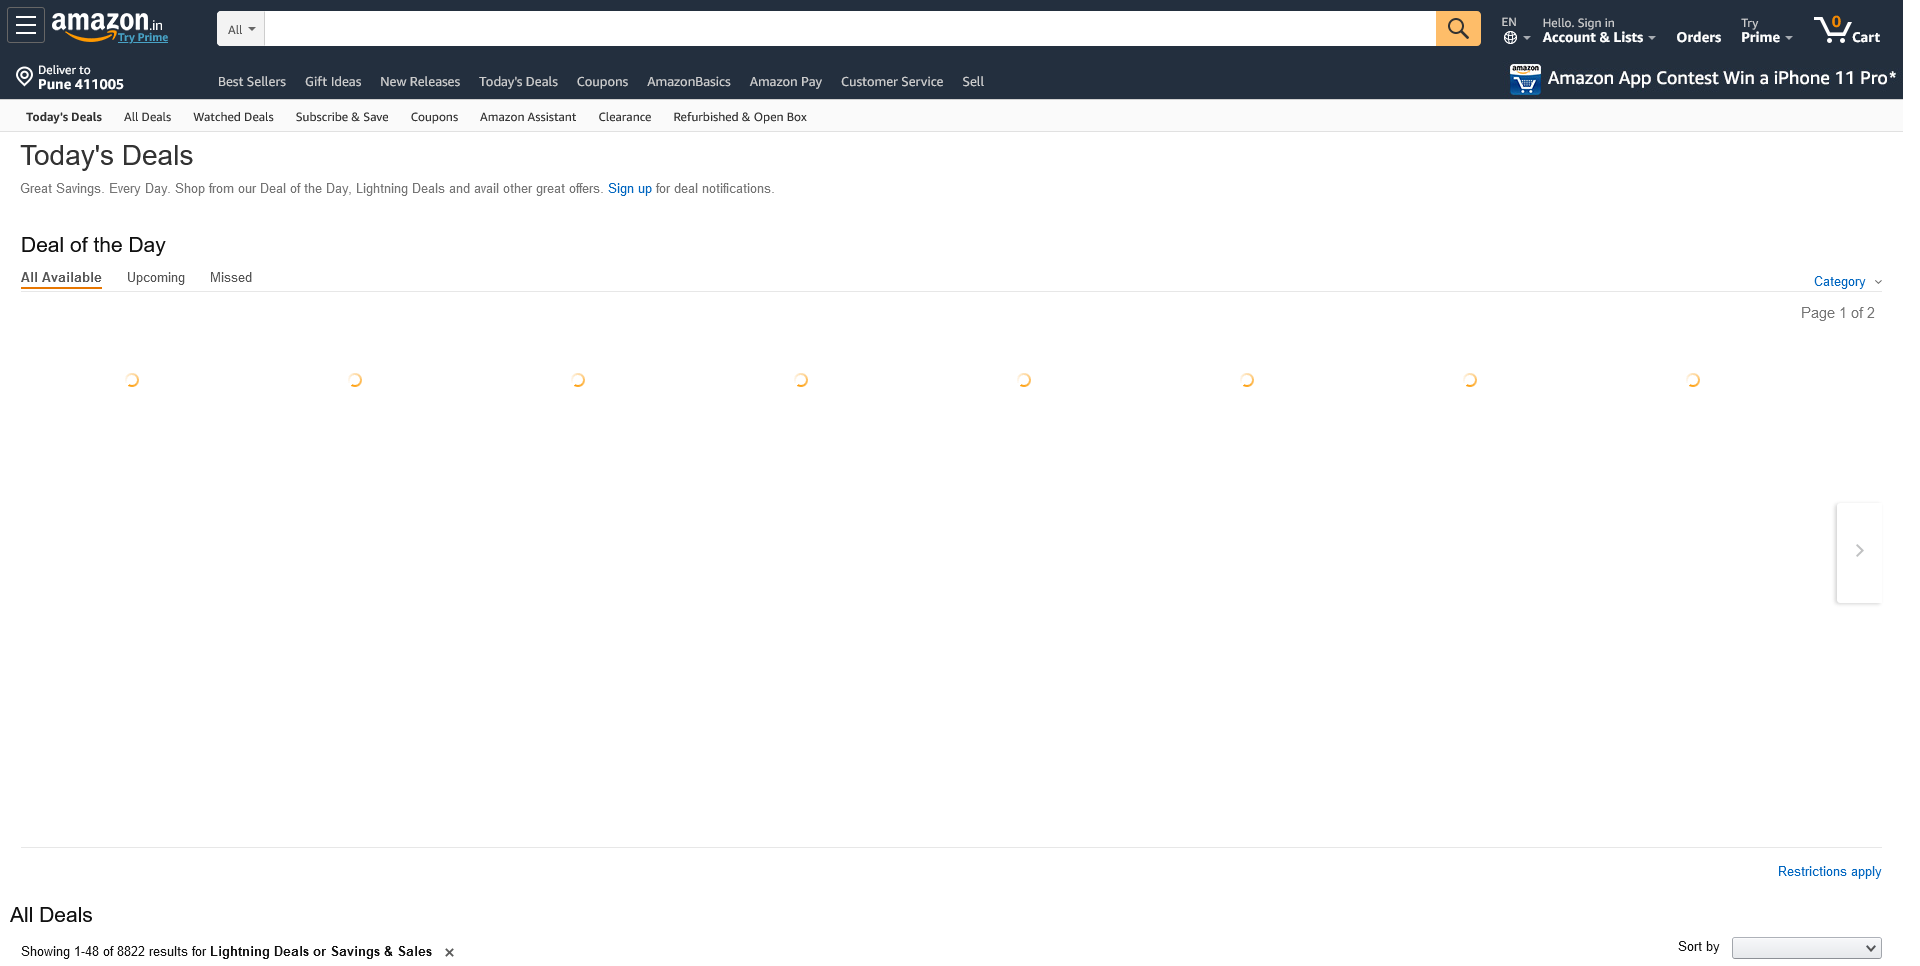 amazon.in
Try Prime
All
EN
Hello. Sign in
Account & Lists
Orders
Try
Prime
0
Cart
Deliver to
Pune 411005
Best Sellers Gift Ideas New Releases Today's Deals Coupons AmazonBasics Amazon Pay Customer Service Sell
amazon
Amazon App Contest Win a iPhone 11 Pro*
Today's Deals All Deals Watched Deals Subscribe & Save Coupons Amazon Assistant Clearance Refurbished & Open Box
Today's Deals
Great Savings. Every Day. Shop from our Deal of the Day, Lightning Deals and avail other great offers. Sign up for deal notifications.
Deal of the Day
All Available Upcoming Missed
Category
Page 1 of 2
Restrictions apply
All Deals
Showing 1-48 of 8822 results for Lightning Deals or Savings & Sales
Sort by